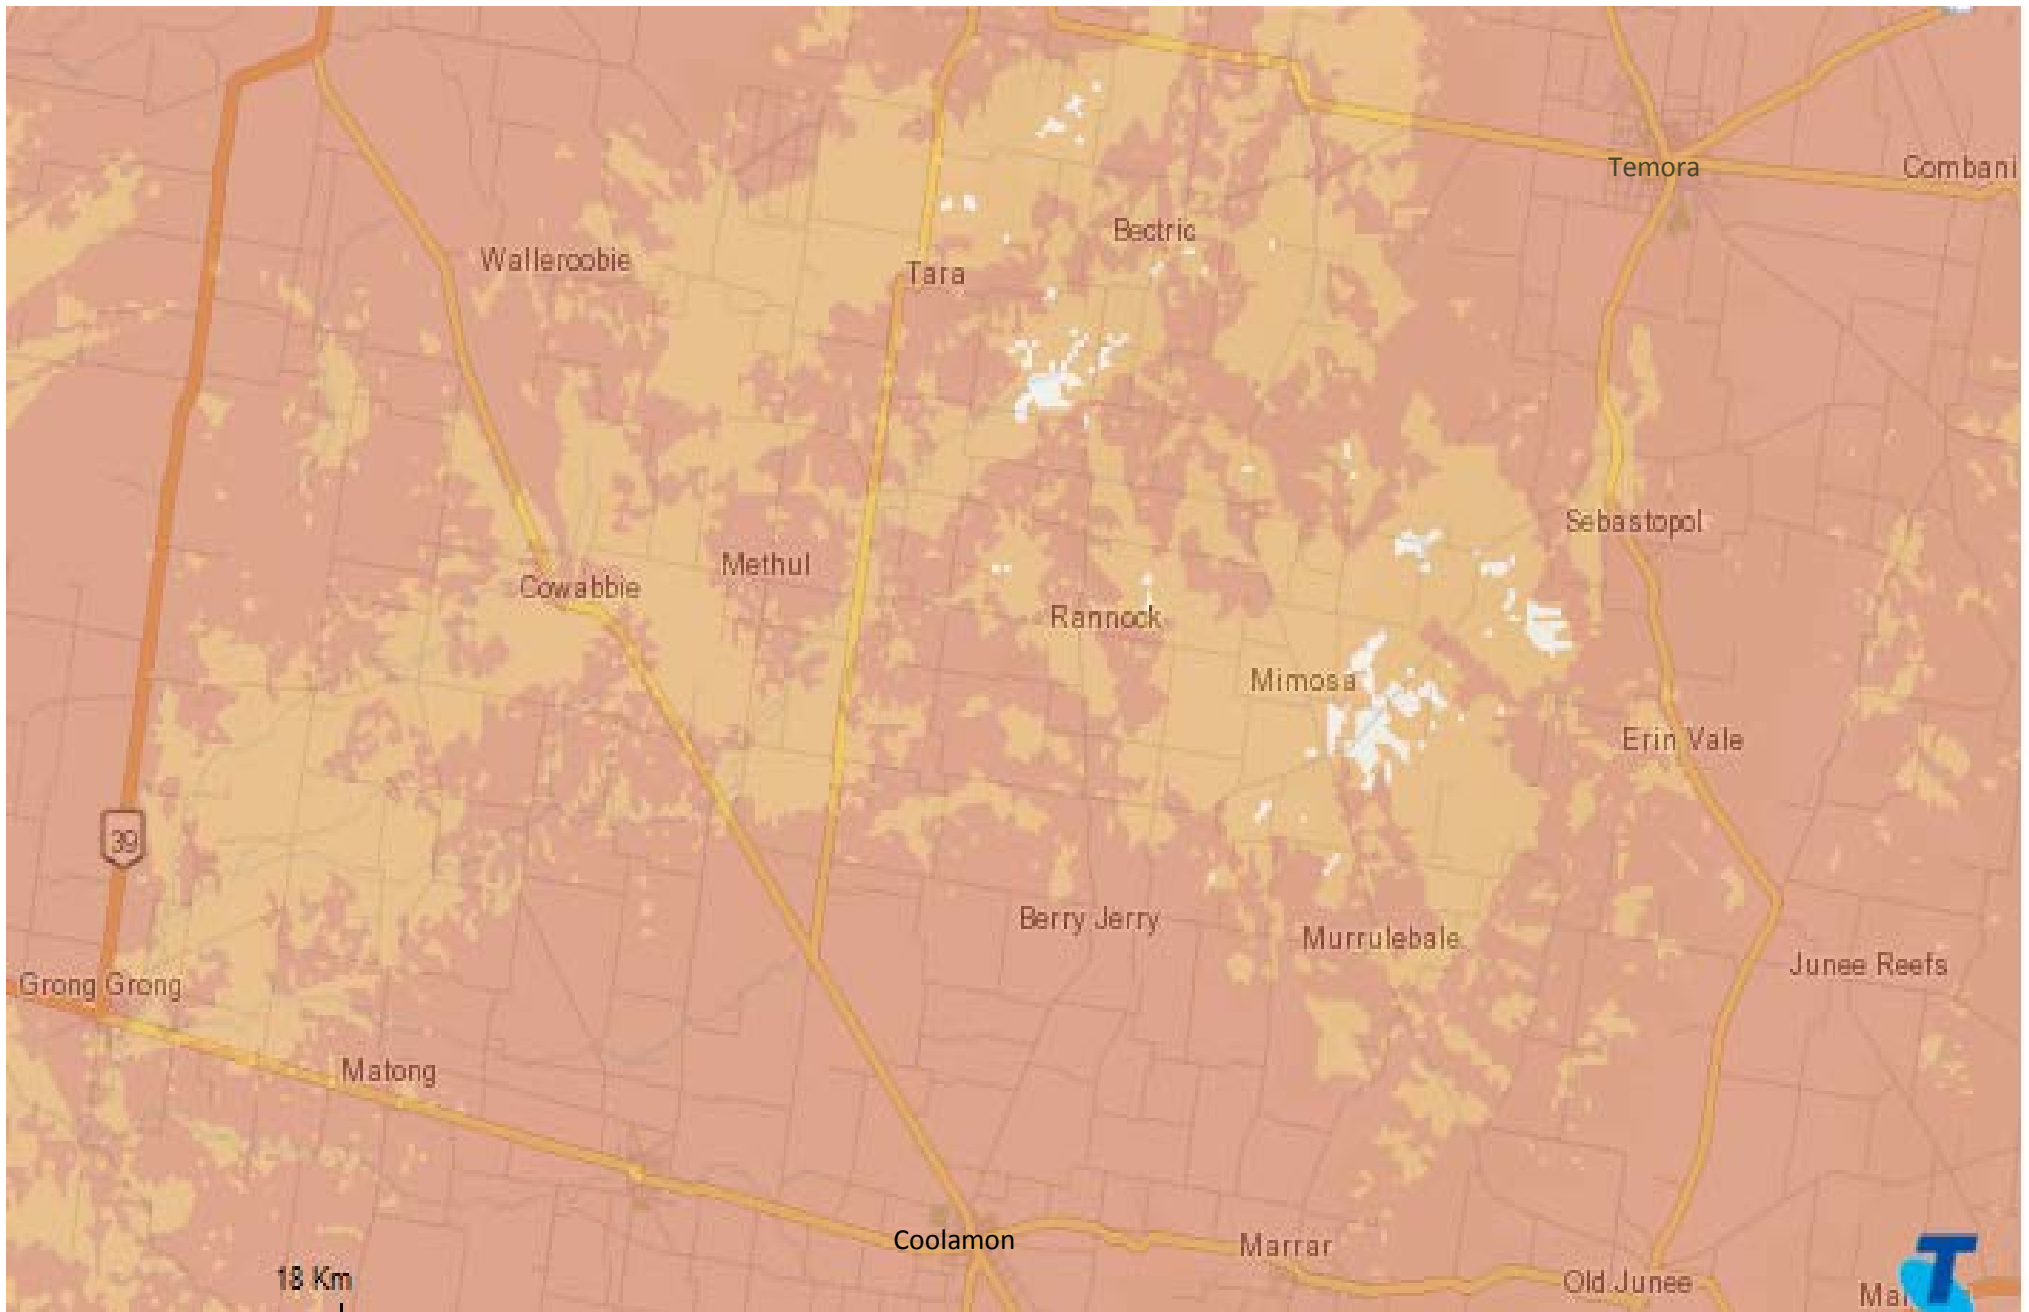 Temora
Combani
Bectric
Walleroobie
Tara
Sebastopol
Methul
Cowabbie
Rannock
Mimosa
Erin Vale
39
Berry Jerry
Murrulebale
Junee Reefs
Grong Grong
Matong
Coolamon
Marrar
18 Km
Old Junee
Mar
T